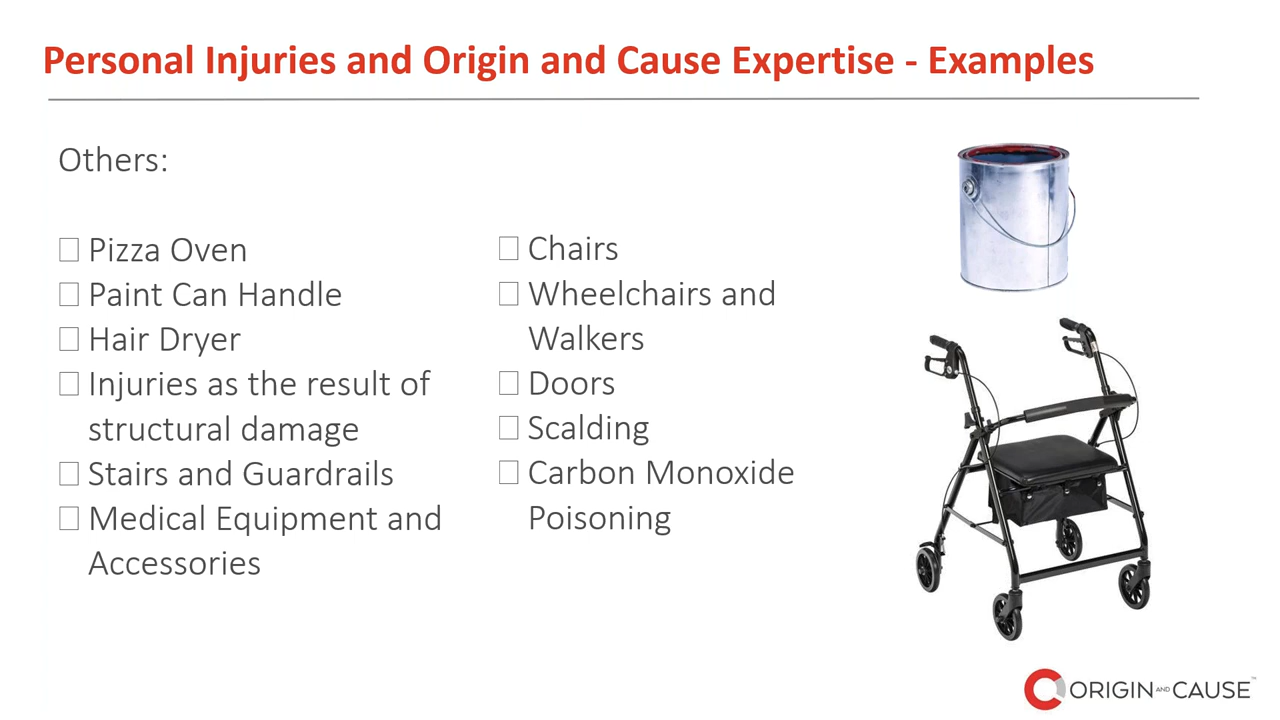 Personal Injuries and Origin and Cause Expertise - Examples
Others:
☐ Pizza Oven
☐ Paint Can Handle
☐ Hair Dryer
☐ Injuries as the result of
structural damage
☐ Stairs and Guardrails
☐ Medical Equipment and
Accessories
☐ Chairs
☐ Wheelchairs and
Walkers
☐ Doors
☐ Scalding
☐ Carbon Monoxide
Poisoning
ORIGIN AND CAUSE™